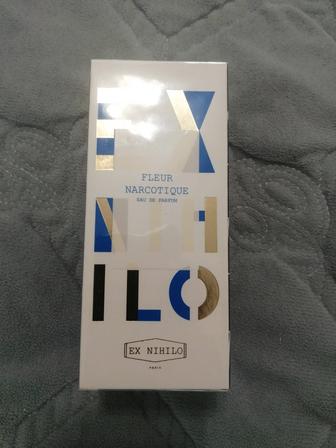 EX
FLEUR
NARCOTIQUE
EAU DE PARFUM
NIH
ILO
EX NIHILO
PARIS